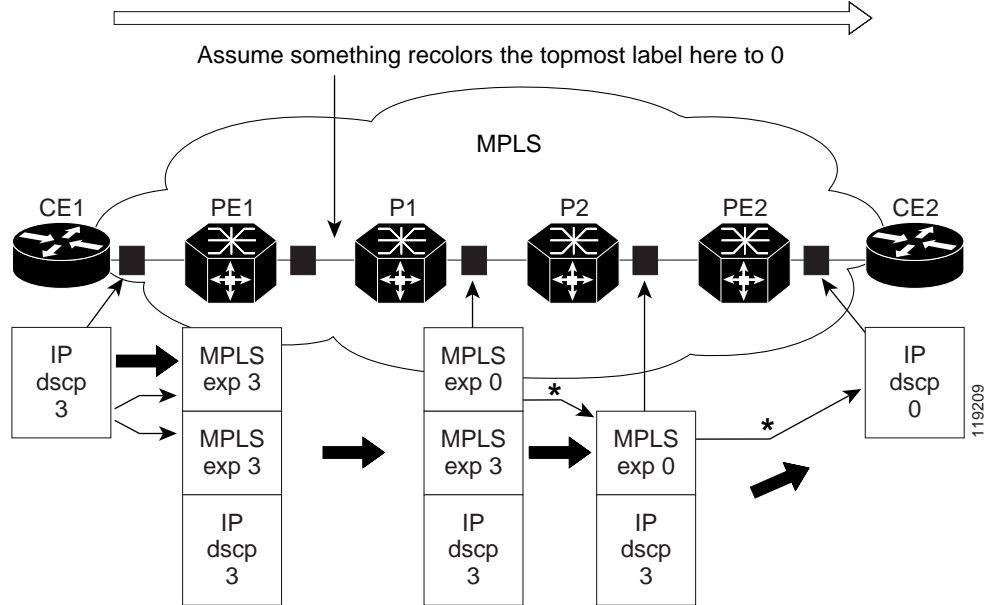 Assume something recolors the topmost label here to 0
MPLS
CE1
PE1
P1
P2
PE2
CE2
IP
dscp
3
MPLS
exp 3
MPLS
exp 3
IP
dscp
3
MPLS
exp 0
MPLS
exp 3
IP
dscp
3
*
MPLS
exp 0
IP
dscp
3
*
IP
dscp
0
119209